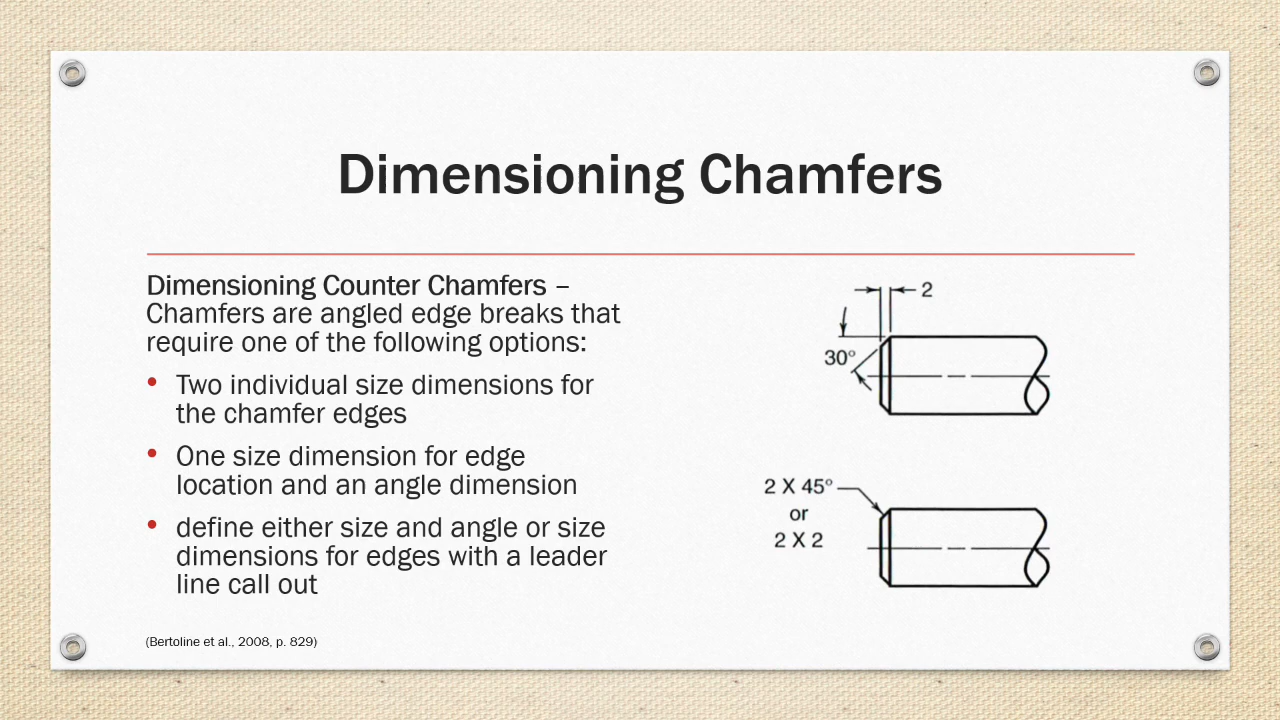 Dimensioning Chamfers
Dimensioning Counter Chamfers –
Chamfers are angled edge breaks that
require one of the following options:
• Two individual size dimensions for
the chamfer edges
• One size dimension for edge
location and an angle dimension
• define either size and angle or size
dimensions for edges with a leader
line call out
(Bertoline et al., 2008, p. 829)
2
30°
2 X 45°
or
2 X 2